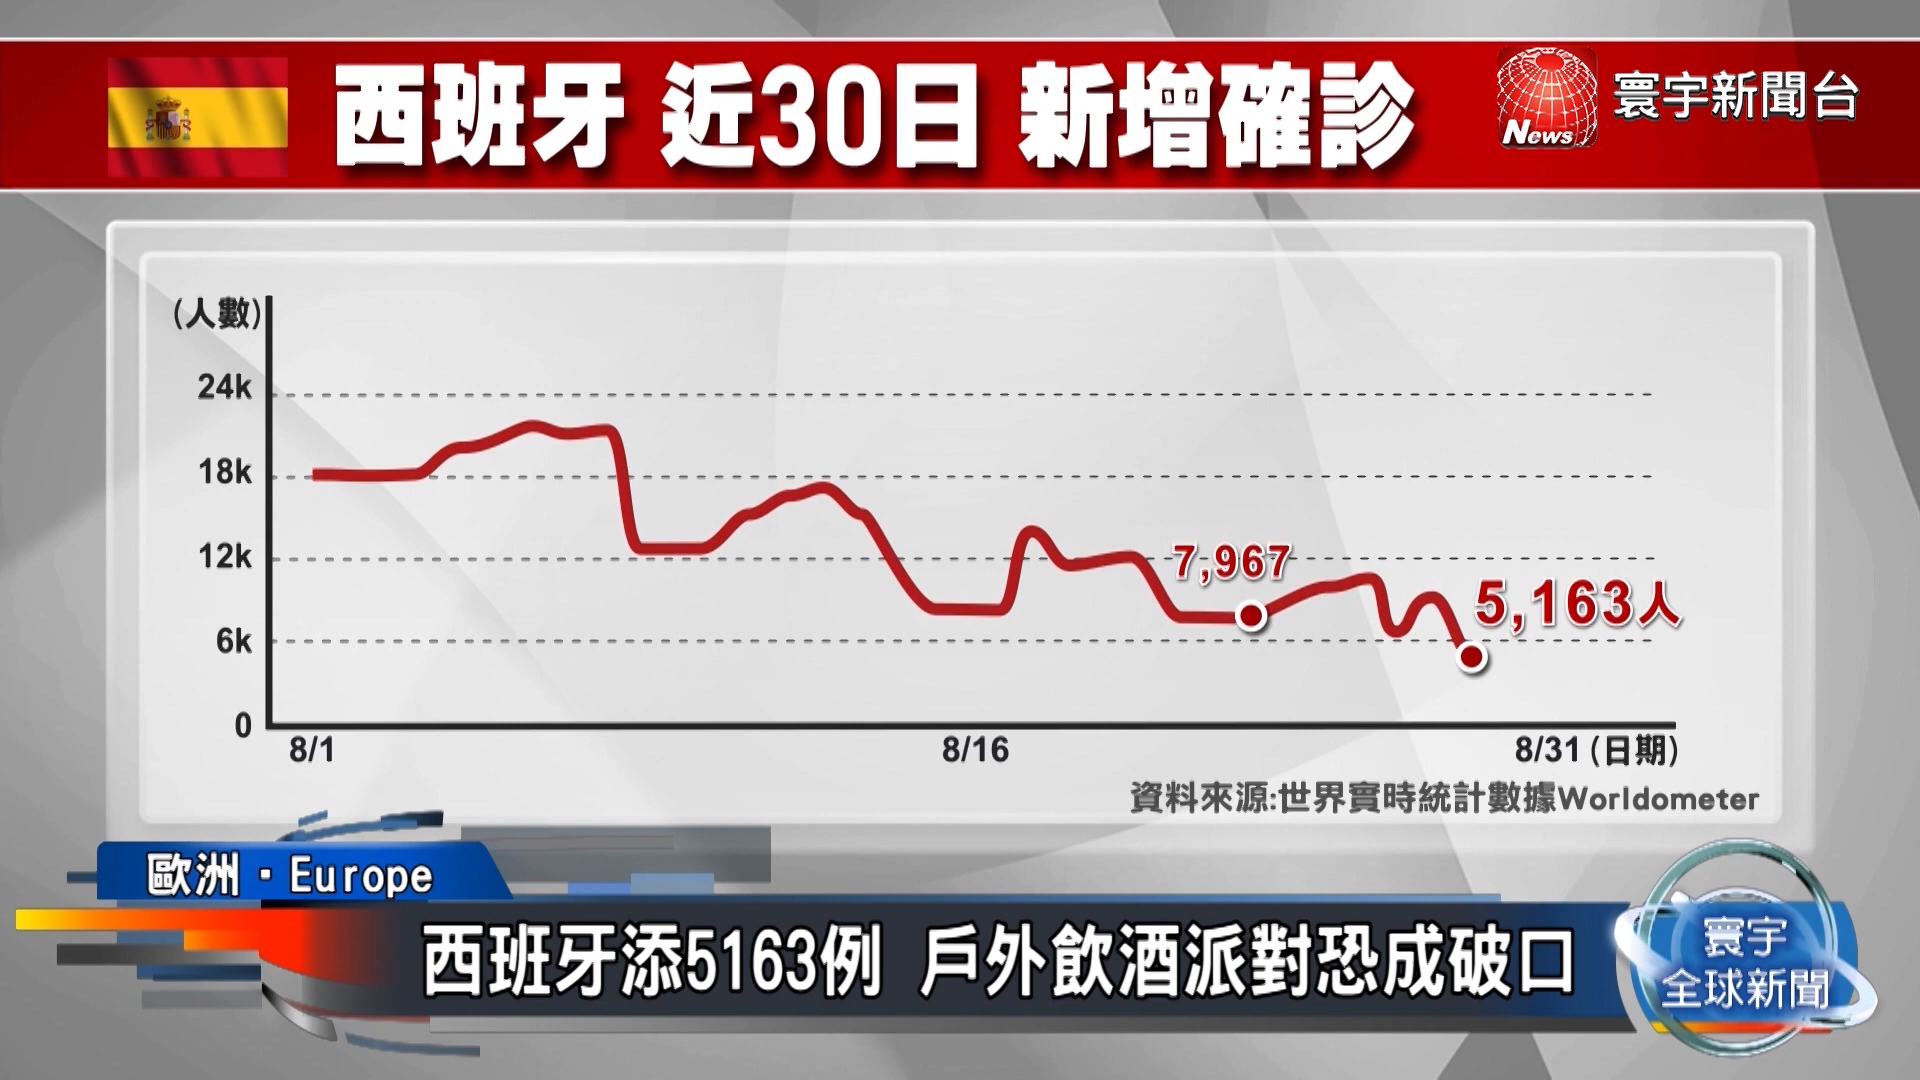 西班牙 近30日 新增確診
News 寰宇新聞台
(人數)
24k
18k
12k
7,967
5,163人
6k
0
8/1 8/16 8/31 (日期)
資料來源:世界實時統計數據Worldometer
歐洲·Europe
西班牙添5163例 戶外飲酒派對恐成破口
寰宇
全球新聞